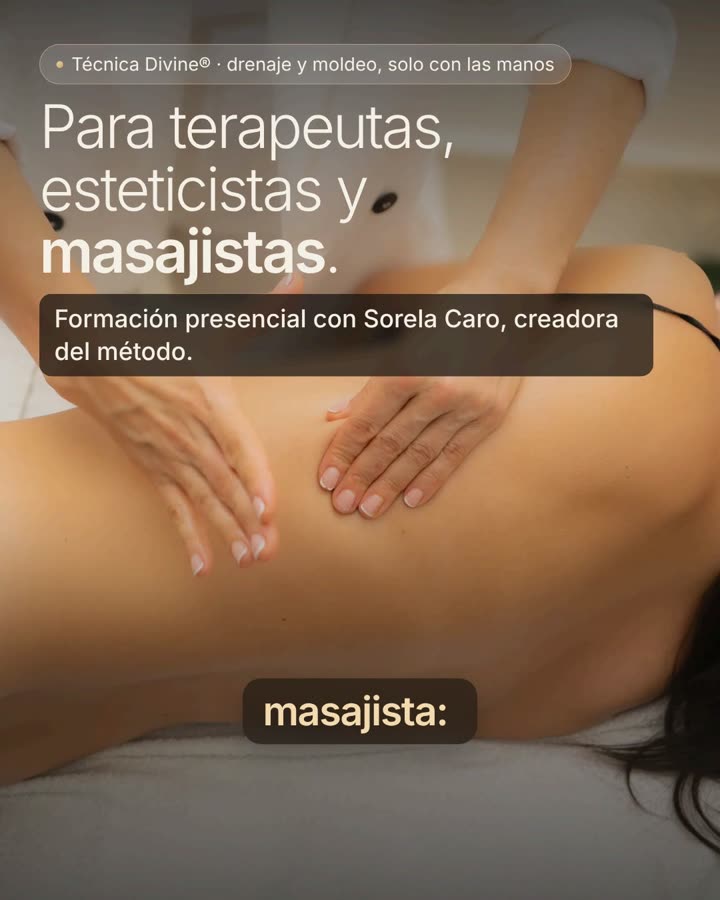 Técnica Divine® · drenaje y moldeo, solo con las manos
Para terapeutas,
esteticistas y
masajistas.
Formación presencial con Sorela Caro, creadora
del método.
masajista: